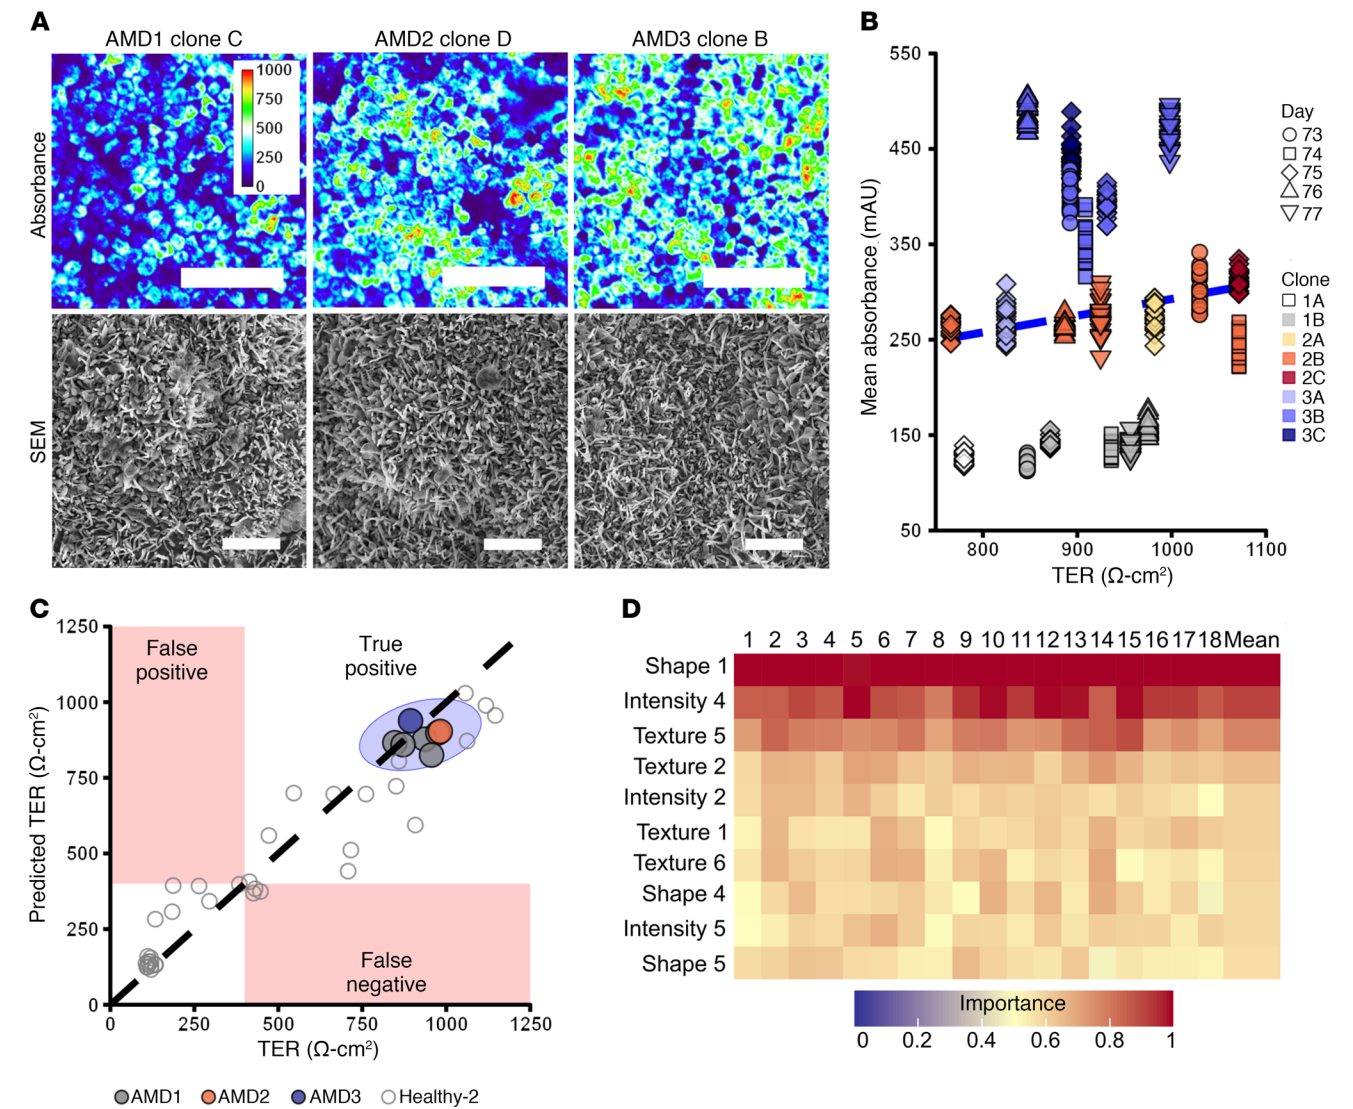 A
AMD1 clone C
AMD2 clone D
AMD3 clone B
Absorbance
1000
750
500
250
0
SEM
B
550
450
350
250
150
50
Mean absorbance (mAU)
800 900 1000 1100
TER (Ω-cm²)
Day
73
74
75
76
77
Clone
1A
1B
2A
2B
2C
3A
3B
3C
C
1250
1000
750
500
250
0
Predicted TER (Ω-cm²)
False
positive
True
positive
False
negative
0 250 500 750 1000 1250
TER (Ω-cm²)
AMD1 AMD2 AMD3 Healthy-2
D
1 2 3 4 5 6 7 8 9 10 11 12 13 14 15 16 17 18 Mean
Shape 1
Intensity 4
Texture 5
Texture 2
Intensity 2
Texture 1
Texture 6
Shape 4
Intensity 5
Shape 5
Importance
0 0.2 0.4 0.6 0.8 1